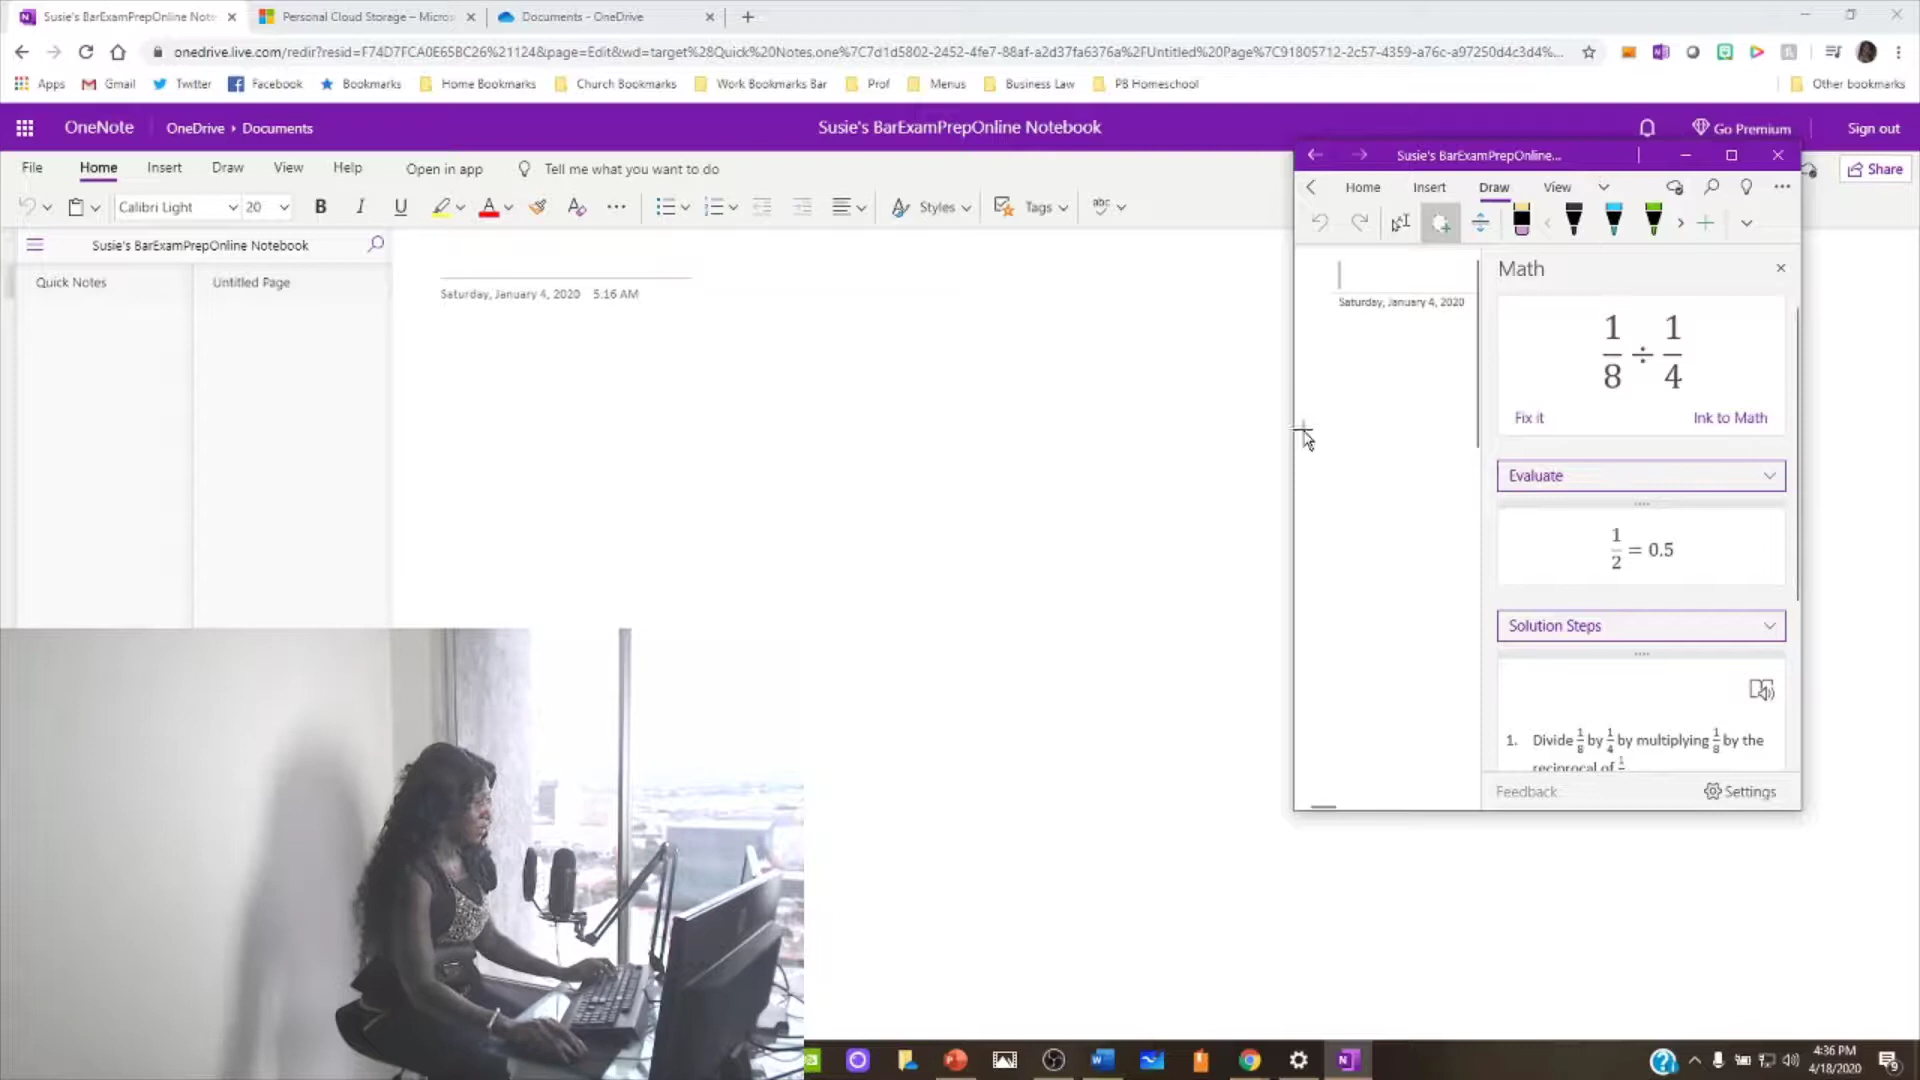 Susie's BarExamPrepOnline Note
Personal Cloud Storage – Micros
Documents - OneDrive
onedrive.live.com/redir?resid=F74D7FCA0E65BC26%21124&page=Edit&wd=target%28Quick%20Notes.one%7C7d1d5802-2452-4fe7-88af-a2d37fa6376a%2FUntitled%20Page%7C91805712-2c57-4359-a76c-a97250d4c3d4%...
Apps Gmail Twitter Facebook Bookmarks Home Bookmarks Church Bookmarks Work Bookmarks Bar Prof Menus Business Law PB Homeschool Other bookmarks
OneNote OneDrive › Documents Susie's BarExamPrepOnline Notebook Go Premium Sign out
File Home Insert Draw View Help Open in app Tell me what you want to do Share
Calibri Light 20 B I U A Styles Tags abc
Susie's BarExamPrepOnline Notebook
Quick Notes Untitled Page
Saturday, January 4, 2020 5:16 AM
Susie's BarExamPrepOnline...
Home Insert Draw View
Saturday, January 4, 2020
Math
1/8 ÷ 1/4
Fix it Ink to Math
Evaluate
1/2 = 0.5
Solution Steps
1. Divide 1/8 by 1/4 by multiplying 1/8 by the
reciprocal of
Feedback Settings
4:36 PM
4/18/2020
9